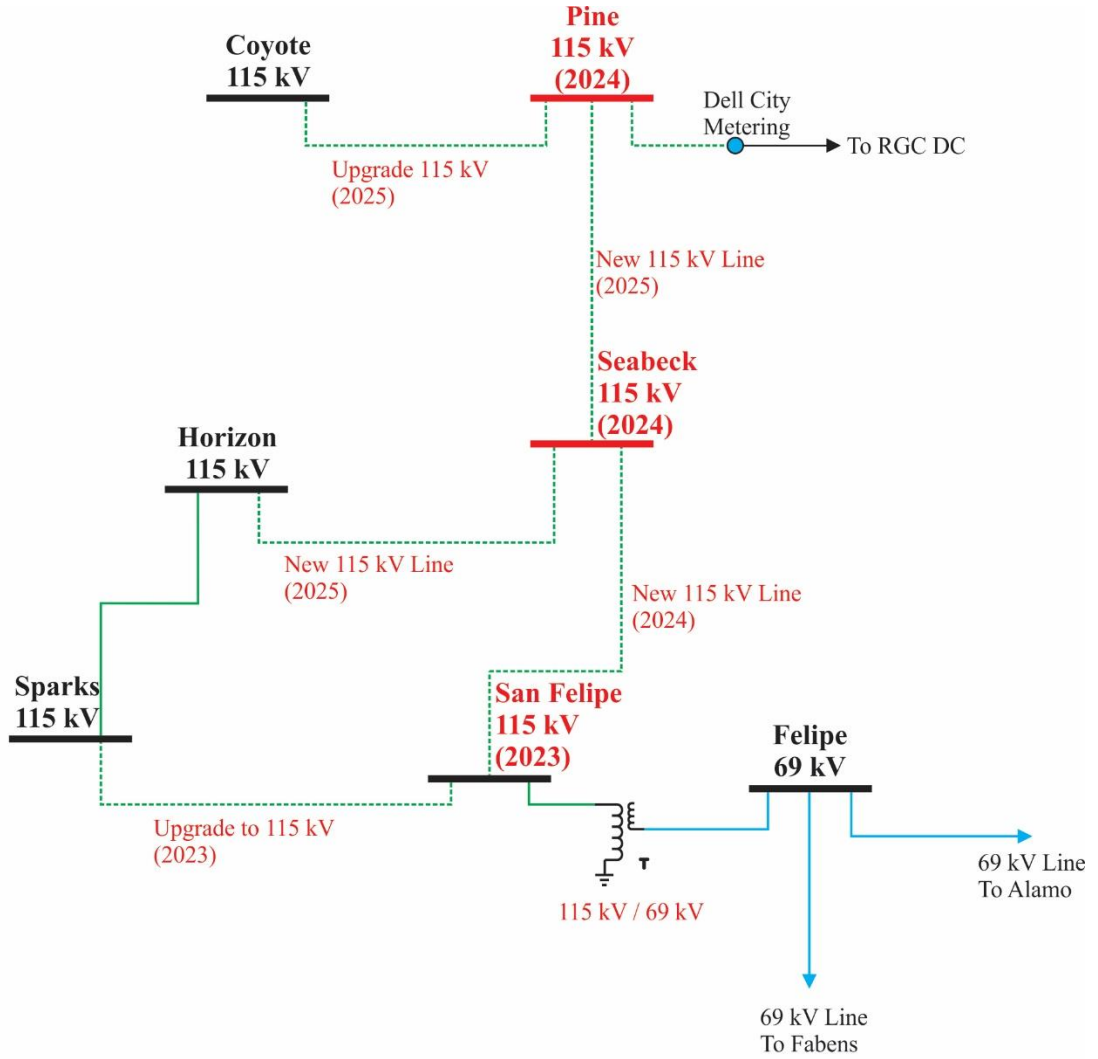 Coyote
115 kV
Pine
115 kV
(2024)
Dell City
Metering
To RGC DC
Upgrade 115 kV
(2025)
New 115 kV Line
(2025)
Seabeck
115 kV
(2024)
Horizon
115 kV
New 115 kV Line
(2025)
New 115 kV Line
(2024)
Sparks
115 kV
San Felipe
115 kV
(2023)
Felipe
69 kV
Upgrade to 115 kV
(2023)
T
115 kV / 69 kV
69 kV Line
To Alamo
69 kV Line
To Fabens